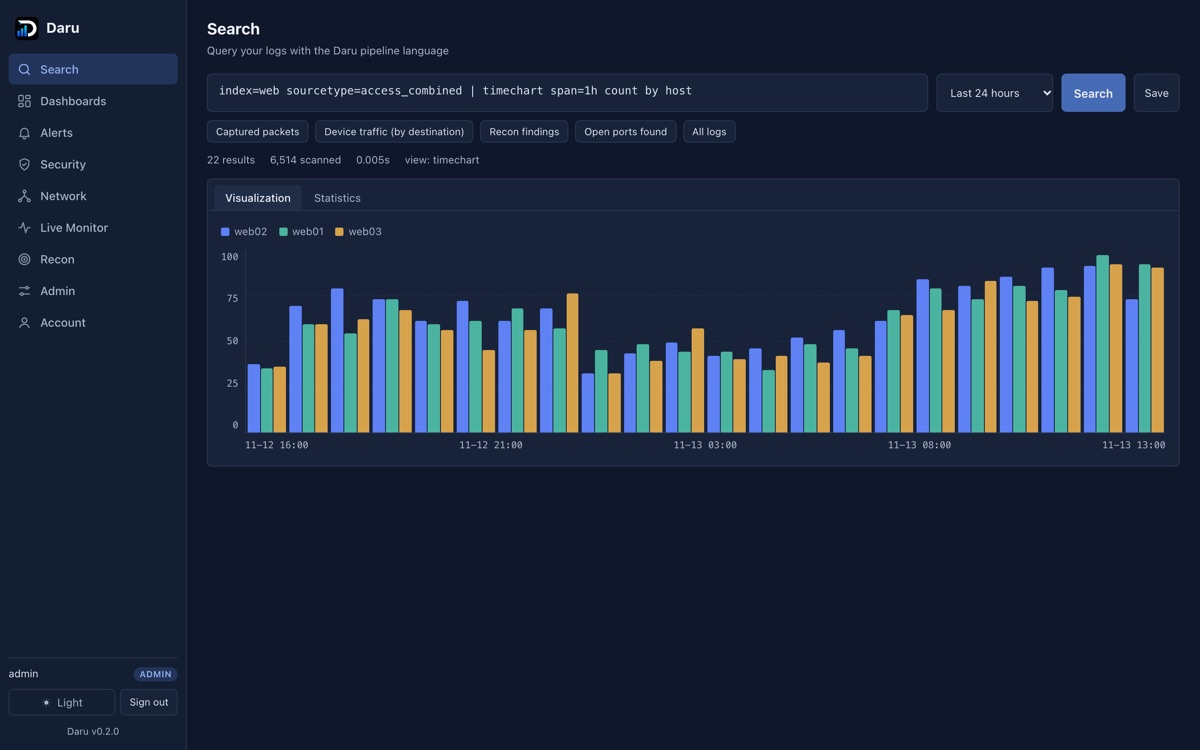 Daru
Search
Dashboards
Alerts
Security
Network
Live Monitor
Recon
Admin
Account
admin ADMIN
Light Sign out
Daru v0.2.0
Search
Query your logs with the Daru pipeline language
index=web sourcetype=access_combined | timechart span=1h count by host
Last 24 hours Search Save
Captured packets Device traffic (by destination) Recon findings Open ports found All logs
22 results 6,514 scanned 0.005s view: timechart
Visualization Statistics
web02 web01 web03
100
75
50
25
0
11-12 16:00 11-12 21:00 11-13 03:00 11-13 08:00 11-13 13:00